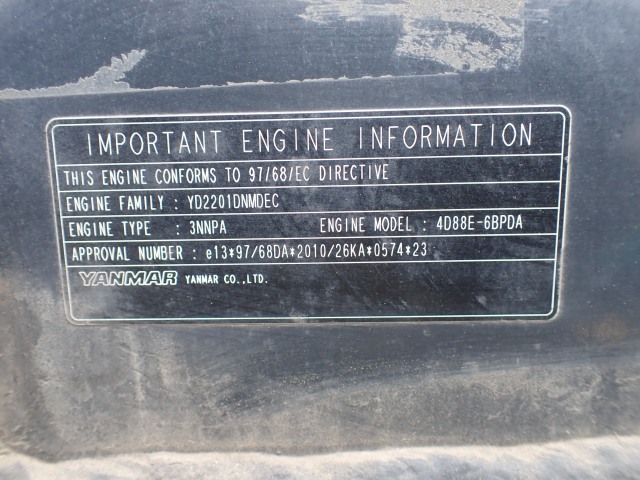 IMPORTANT ENGINE INFORMATION
THIS ENGINE CONFORMS TO 97/68/EC DIRECTIVE
ENGINE FAMILY : YD2201DNMDEC
ENGINE TYPE : 3NNPA ENGINE MODEL : 4D88E-6BPDA
APPROVAL NUMBER : e13*97/68DA*2010/26KA*0574*23
YANMAR YANMAR CO.,LTD.